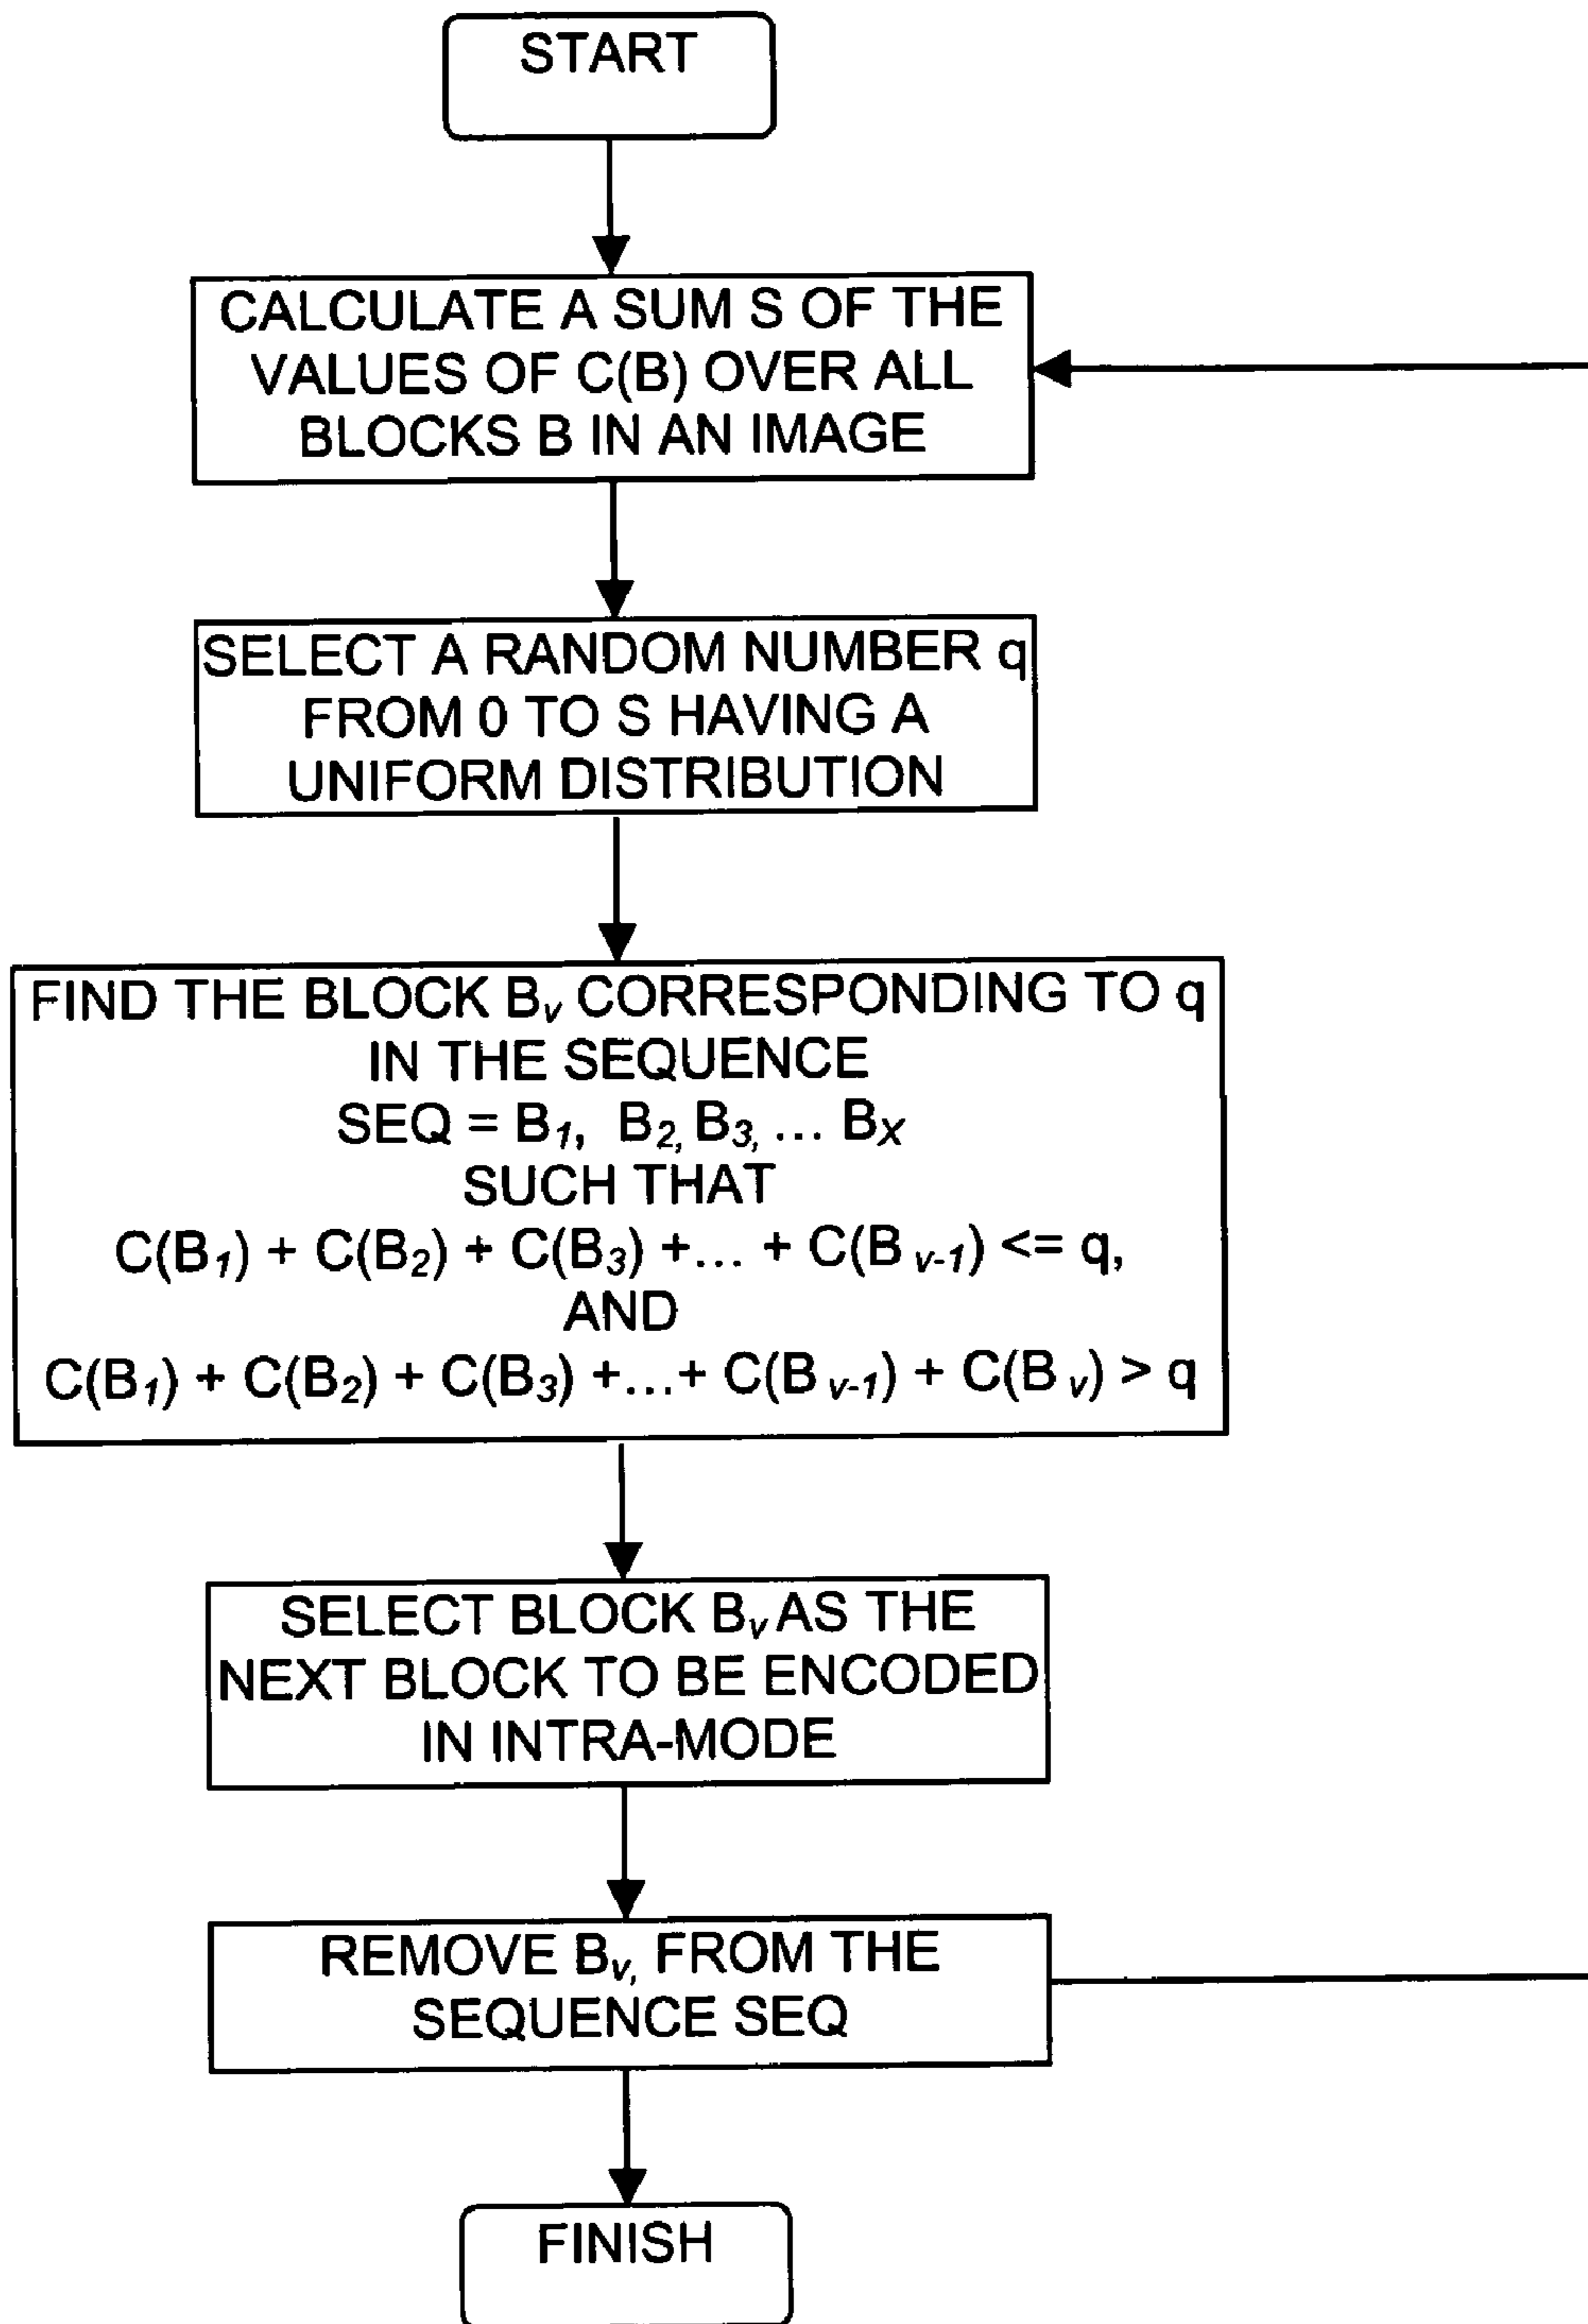 START
CALCULATE A SUM S OF THE
VALUES OF C(B) OVER ALL
BLOCKS B IN AN IMAGE
SELECT A RANDOM NUMBER q
FROM 0 TO S HAVING A
UNIFORM DISTRIBUTION
FIND THE BLOCK Bᵥ CORRESPONDING TO q
IN THE SEQUENCE
SEQ = B₁, B₂, B₃, ... Bₓ
SUCH THAT
C(B₁) + C(B₂) + C(B₃) +... + C(B ᵥ₋₁) <= q,
AND
C(B₁) + C(B₂) + C(B₃) +...+ C(B ᵥ₋₁) + C(B ᵥ) > q
SELECT BLOCK Bᵥ AS THE
NEXT BLOCK TO BE ENCODED
IN INTRA-MODE
REMOVE Bᵥ, FROM THE
SEQUENCE SEQ
FINISH